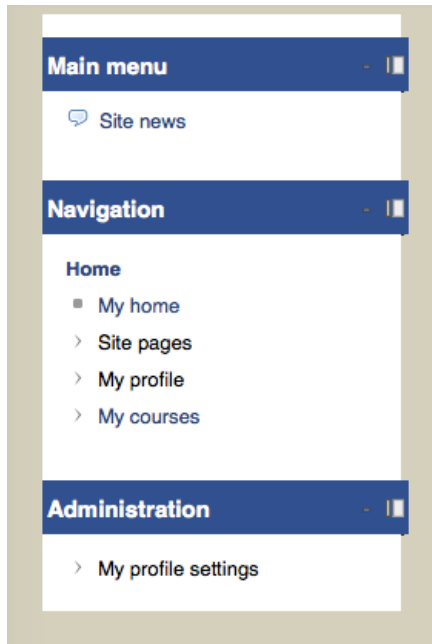 Main menu
Site news
Navigation
Home
My home
Site pages
My profile
My courses
Administration
My profile settings